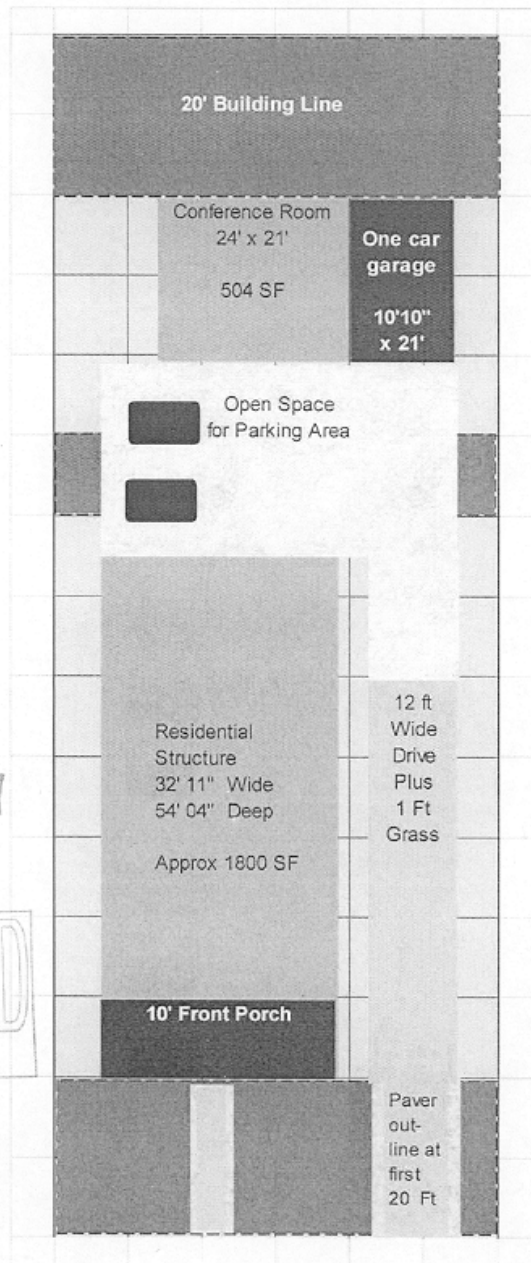 20' Building Line
Conference Room
24' x 21'
504 SF
One car
garage
10'10"
x 21'
Open Space
for Parking Area
12 ft
Wide
Drive
Plus
1 Ft
Grass
Residential
Structure
32' 11" Wide
54' 04" Deep
Approx 1800 SF
10' Front Porch
Paver
out-
line at
first
20 Ft